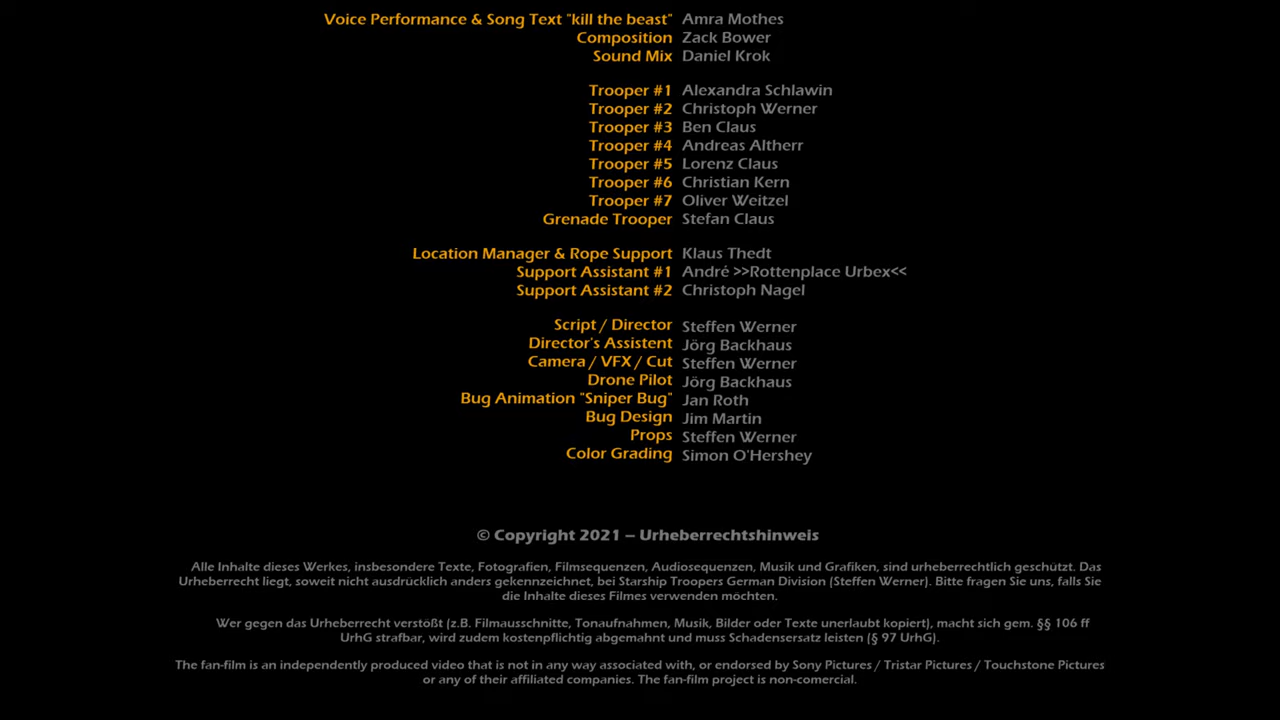 Voice Performance & Song Text "kill the beast" Amra Mothes
Composition Zack Bower
Sound Mix Daniel Krok
Trooper #1 Alexandra Schlawin
Trooper #2 Christoph Werner
Trooper #3 Ben Claus
Trooper #4 Andreas Altherr
Trooper #5 Lorenz Claus
Trooper #6 Christian Kern
Trooper #7 Oliver Weitzel
Grenade Trooper Stefan Claus
Location Manager & Rope Support Klaus Thedt
Support Assistant #1 André >>Rottenplace Urbex<<
Support Assistant #2 Christoph Nagel
Script / Director Steffen Werner
Director's Assistent Jörg Backhaus
Camera / VFX / Cut Steffen Werner
Drone Pilot Jörg Backhaus
Bug Animation "Sniper Bug" Jan Roth
Bug Design Jim Martin
Props Steffen Werner
Color Grading Simon O'Hershey
© Copyright 2021 – Urheberrechtshinweis
Alle Inhalte dieses Werkes, insbesondere Texte, Fotografien, Filmsequenzen, Audiosequenzen, Musik und Grafiken, sind urheberrechtlich geschützt. Das
Urheberrecht liegt, soweit nicht ausdrücklich anders gekennzeichnet, bei Starship Troopers German Division (Steffen Werner). Bitte fragen Sie uns, falls Sie
die Inhalte dieses Filmes verwenden möchten.
Wer gegen das Urheberrecht verstößt (z.B. Filmausschnitte, Tonaufnahmen, Musik, Bilder oder Texte unerlaubt kopiert), macht sich gem. §§ 106 ff
UrhG strafbar, wird zudem kostenpflichtig abgemahnt und muss Schadensersatz leisten (§ 97 UrhG).
The fan-film is an independently produced video that is not in any way associated with, or endorsed by Sony Pictures / Tristar Pictures / Touchstone Pictures
or any of their affiliated companies. The fan-film project is non-comercial.